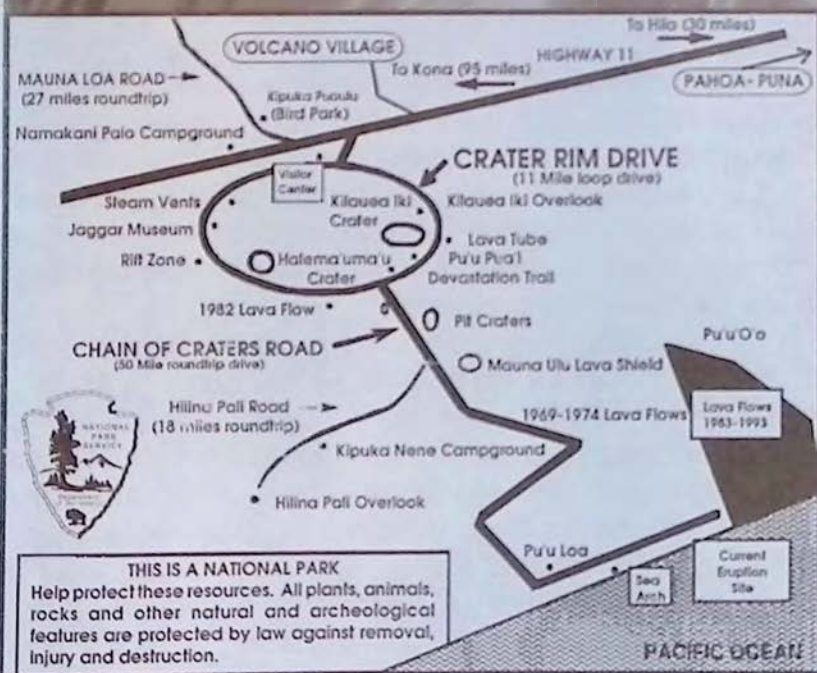 To Hilo (30 miles)
HIGHWAY 11
VOLCANO VILLAGE
To Kona (95 miles)
PAHOA- PUNA
MAUNA LOA ROAD
(27 miles roundtrip)
Kipuka Puaulu
(Bird Park)
Namakani Paio Campground
Visitor
Center
CRATER RIM DRIVE
(11 Mile loop drive)
Steam Vents
Kilauea Iki
Crater
Kilauea Iki Overlook
Jaggar Museum
Lava Tube
Rift Zone
Halema'uma'u
Crater
Pu'u Pua'i
Devastation Trail
1982 Lava Flow
Pit Craters
CHAIN OF CRATERS ROAD
(50 Mile roundtrip drive)
Mauna Ulu Lava Shield
Pu'u O'o
Hilina Pali Road
(18 miles roundtrip)
1969-1974 Lava Flows
Lava Flows
1983-1993
NATIONAL
PARK
SERVICE
Kipuka Nene Campground
Hilina Pali Overlook
Pu'u Loa
Sea
Arch
Current
Eruption
Site
PACIFIC OCEAN
THIS IS A NATIONAL PARK
Help protect these resources. All plants, animals,
rocks and other natural and archeological
features are protected by law against removal,
injury and destruction.